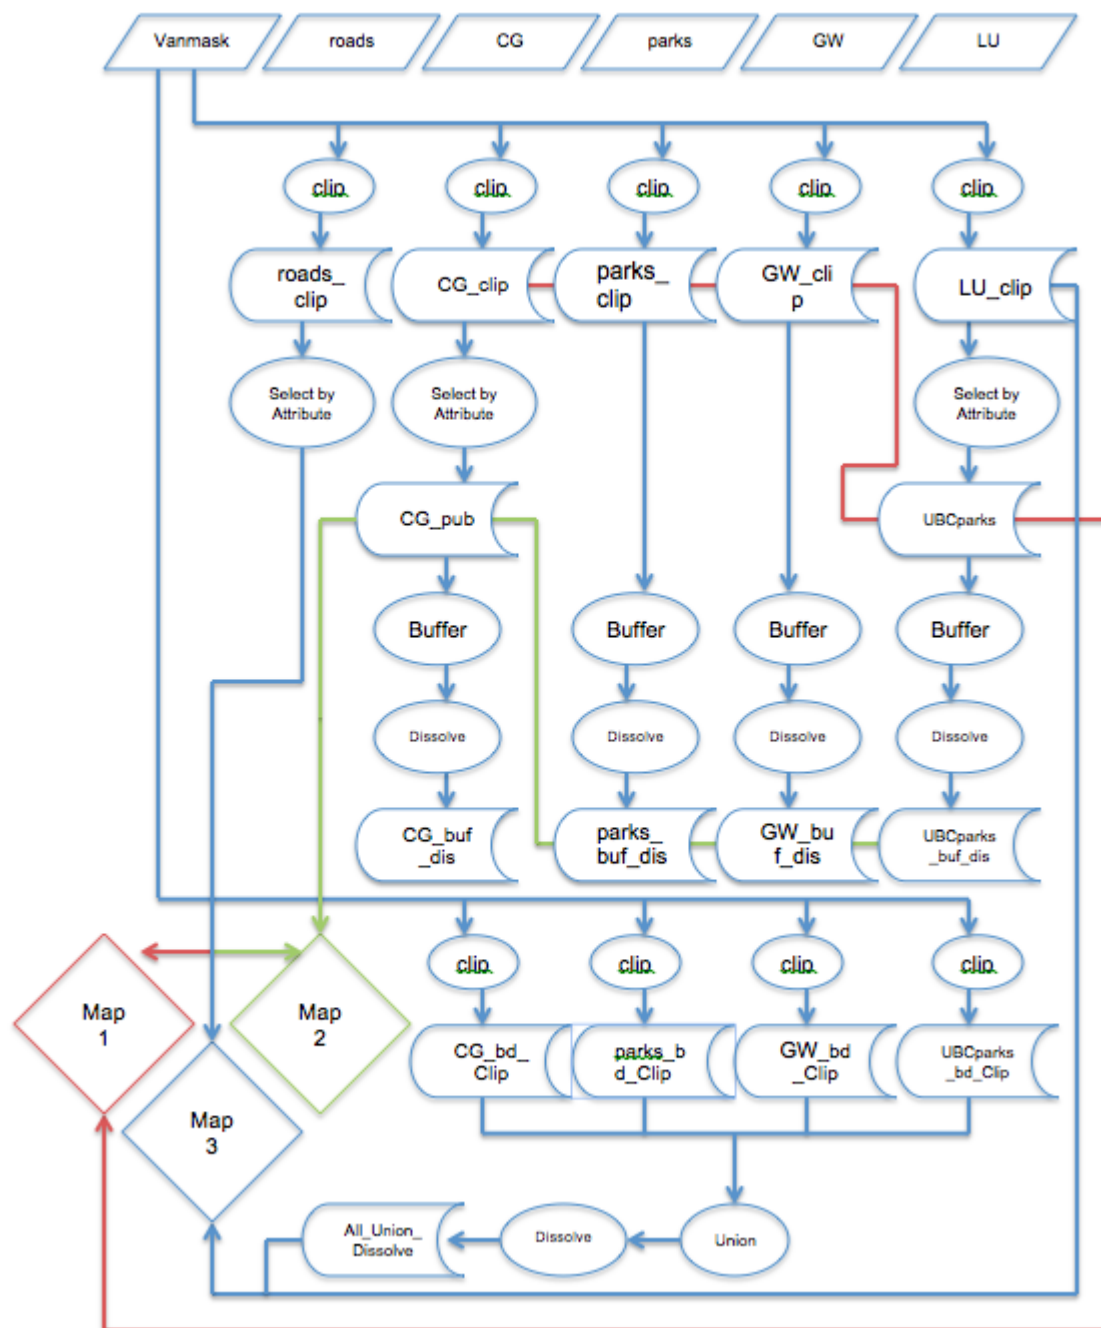 Vanmask
roads
CG
parks
GW
LU
clip
clip
clip
clip
clip
roads_
clip
CG_clip
parks_
clip
GW_cli
p
LU_clip
Select by
Attribute
Select by
Attribute
Select by
Attribute
CG_pub
UBCparks
Buffer
Buffer
Buffer
Buffer
Dissolve
Dissolve
Dissolve
Dissolve
CG_buf
_dis
parks_
buf_dis
GW_bu
f_dis
UBCparks
_buf_dis
clip
clip
clip
clip
Map
1
Map
2
CG_bd_
Clip
parks_b
d_Clip
GW_bd
_Clip
UBCparks
_bd_Clip
Map
3
All_Union_
Dissolve
Dissolve
Union